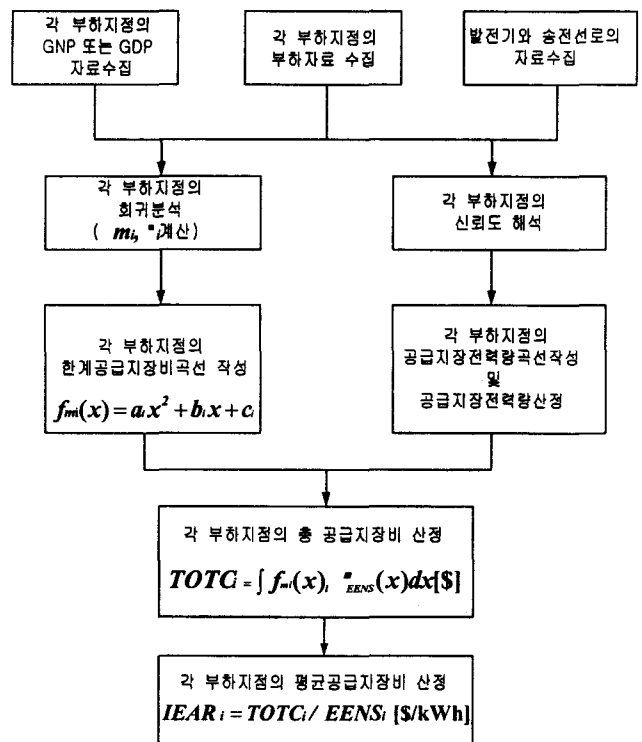 각 부하지점의
GNP 또는 GDP
자료수집
각 부하지점의
부하자료 수집
발전기와 송전선로의
자료수집
각 부하지점의
회귀분석
( mᵢ, ᵢ계산)
각 부하지점의
신뢰도 해석
각 부하지점의
한계공급지장비곡선 작성
fₘᵢ(x) = aᵢx² + bᵢx + cᵢ
각 부하지점의
공급지장전력량곡선작성
및
공급지장전력량산정
각 부하지점의 총 공급지장비 산정
TOTCᵢ = ∫ fₘᵢ(x)ᵢ EENS(x)dx[$]
각 부하지점의 평균공급지장비 산정
IEARᵢ = TOTCᵢ / EENSᵢ [$/kWh]